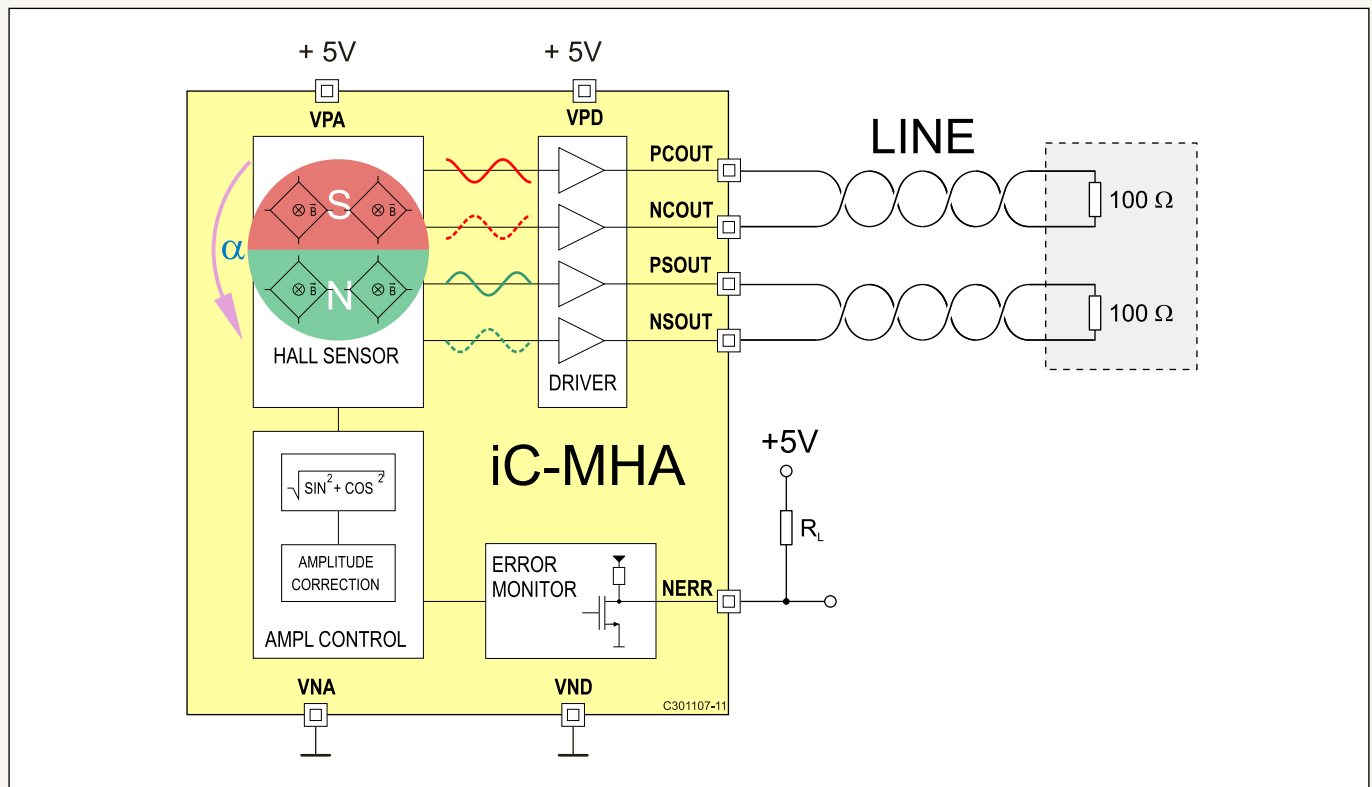 + 5V
+ 5V
VPA
VPD
LINE
PCOUT
NCOUT
PSOUT
NSOUT
100 Ω
100 Ω
α
S
B
B
N
B
B
HALL SENSOR
DRIVER
iC-MHA
√SIN² + COS²
AMPLITUDE
CORRECTION
AMPL CONTROL
ERROR
MONITOR
NERR
+5V
R_L
VNA
VND
C301107-11